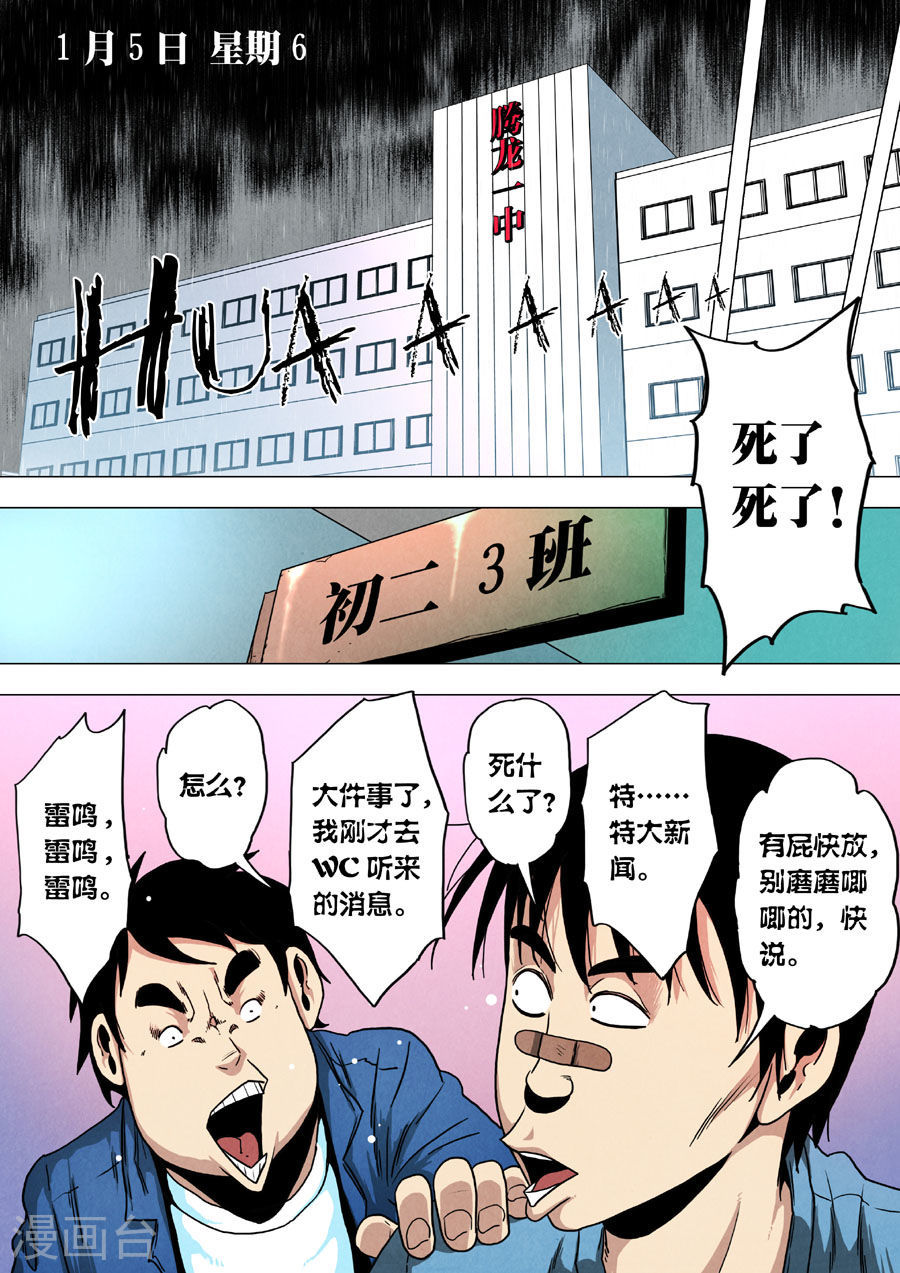 1月5日 星期6
腾龙一中
HUAAAAAA
死了
死了！
初二 3 班
雷鸣，
雷鸣，
雷鸣。
怎么？
大件事了，
我刚才去
WC 听来
的消息。
死什
么了？
特……
特大新
闻。
有屁快放，
别磨磨唧
唧的，快
说。
漫画台